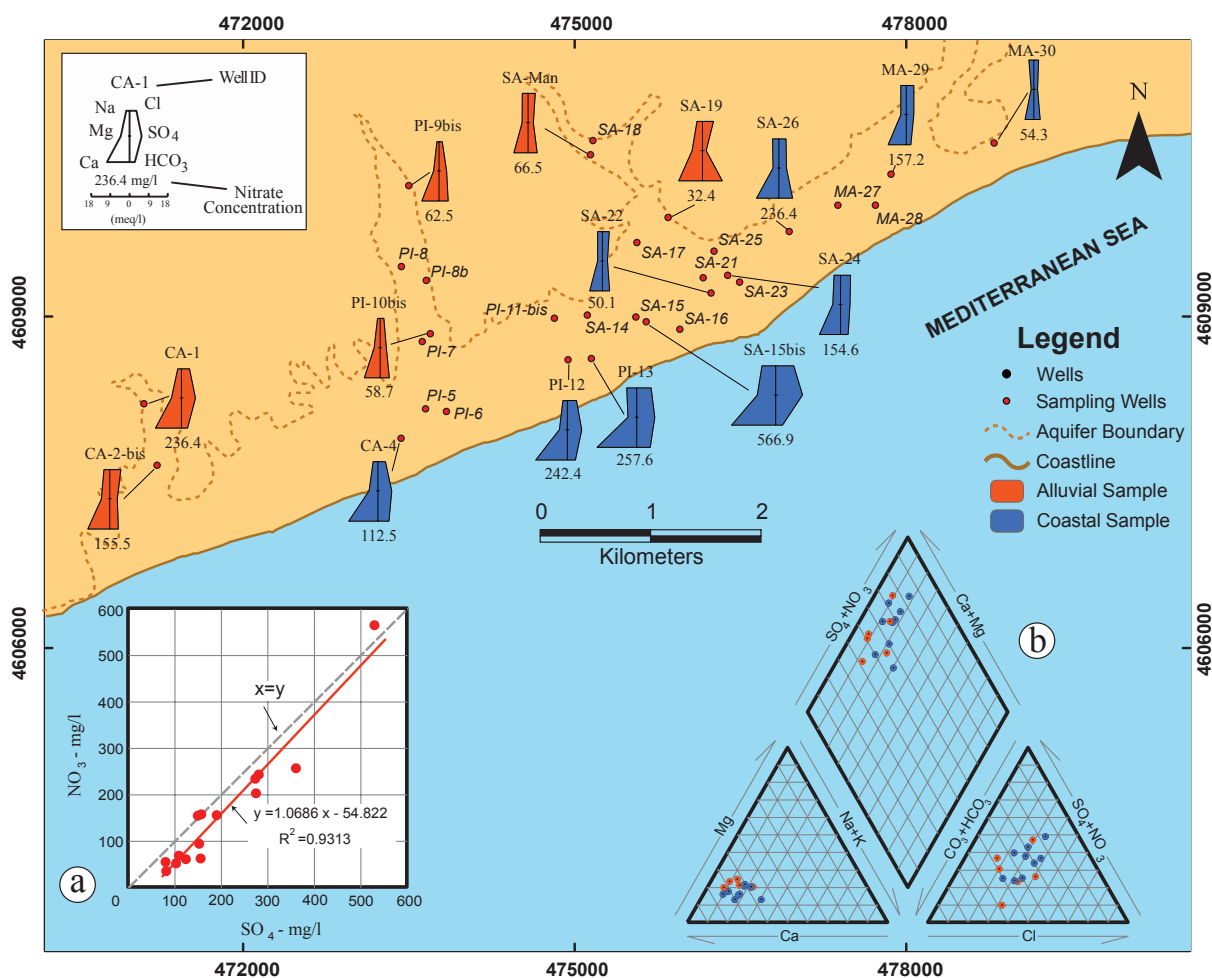 472000
475000
478000
CA-1
Well ID
Na
Cl
Mg
SO4
Ca
HCO3
236.4 mg/l
Nitrate
Concentration
18 9 0 9 18
(meq/l)
PI-9bis
62.5
SA-Man
66.5
SA-18
SA-19
32.4
SA-26
236.4
MA-29
157.2
MA-30
54.3
N
MA-27
MA-28
SA-22
50.1
SA-17
SA-25
SA-21
SA-24
154.6
SA-23
PI-8
PI-8b
PI-10bis
58.7
PI-7
PI-11-bis
SA-14
SA-15
SA-16
SA-15bis
566.9
4609000
4609000
MEDITERRANEAN SEA
CA-1
236.4
CA-2-bis
155.5
PI-5
PI-6
CA-4
112.5
PI-12
242.4
PI-13
257.6
Legend
Wells
Sampling Wells
Aquifer Boundary
Coastline
Alluvial Sample
Coastal Sample
0 1 2
Kilometers
4606000
4606000
600
500
400
300
200
100
0 100 200 300 400 500 600
NO3 - mg/l
SO4 - mg/l
x=y
y =1.0686 x - 54.822
R2=0.9313
a
b
SO4+NO3
Ca+Mg
Mg
Na+K
Ca
CO3+HCO3
SO4+NO3
Cl
472000
475000
478000